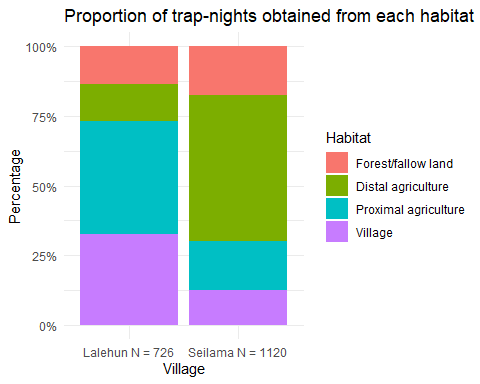 Proportion of trap-nights obtained from each habitat
100%
75%
50%
25%
0%
Percentage
Lalehun N = 726
Seilama N = 1120
Village
Habitat
Forest/fallow land
Distal agriculture
Proximal agriculture
Village